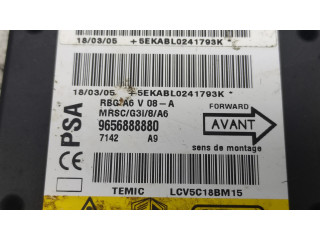 18/03/05 +5EKABL0241793K *
18/03/05 +5EKABL0241793K *
RBG A6 V 08-A
FORWARD
MRSC/G3I/8/A6
9656888880
AVANT
7142 A9
sens de montage
PSA
CE
TEMIC LCV5C18BM15